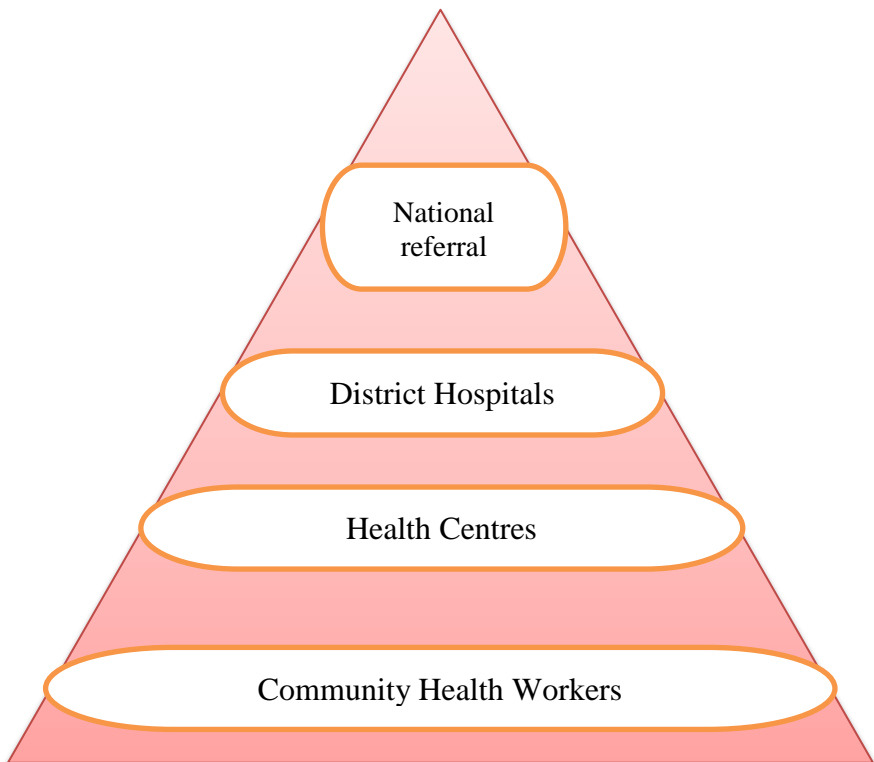 National
referral
District Hospitals
Health Centres
Community Health Workers